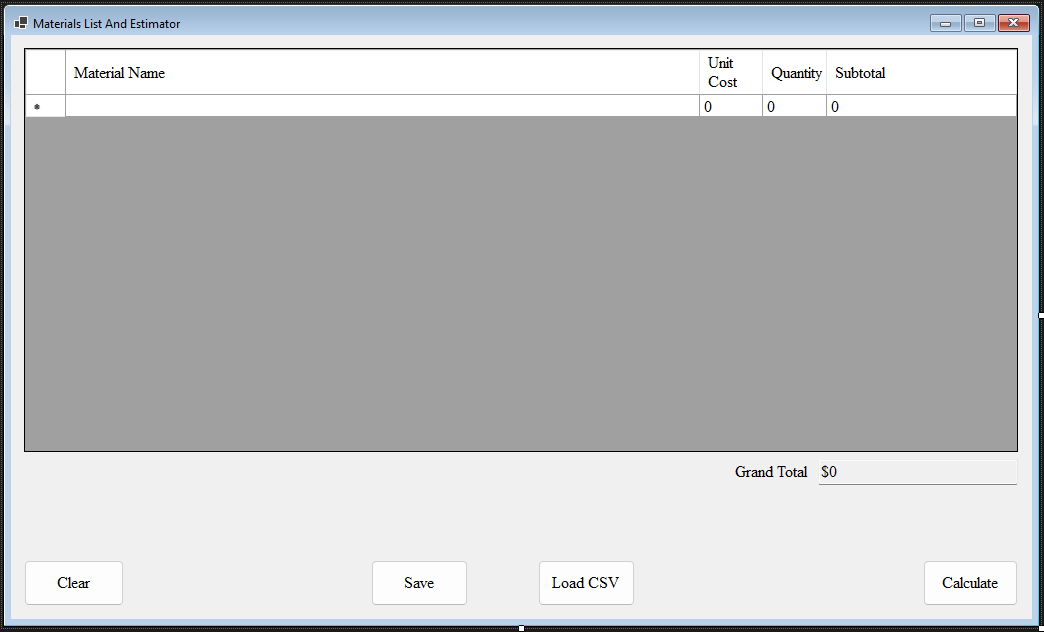 Materials List And Estimator
Material Name
Unit
Cost
Quantity
Subtotal
*
0
0
0
Grand Total
$0
Clear
Save
Load CSV
Calculate